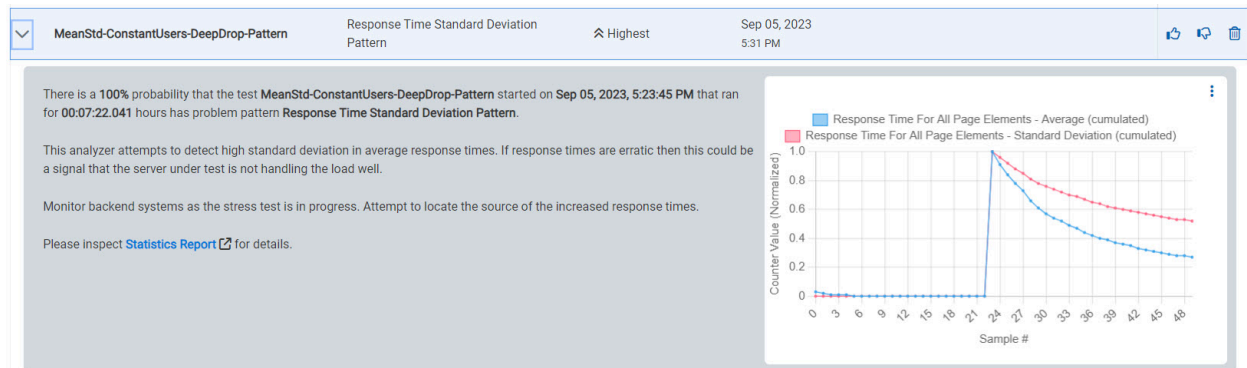 MeanStd-ConstantUsers-DeepDrop-Pattern
Response Time Standard Deviation
Pattern
Highest
Sep 05, 2023
5:31 PM
There is a 100% probability that the test MeanStd-ConstantUsers-DeepDrop-Pattern started on Sep 05, 2023, 5:23:45 PM that ran
for 00:07:22.041 hours has problem pattern Response Time Standard Deviation Pattern.
This analyzer attempts to detect high standard deviation in average response times. If response times are erratic then this could be
a signal that the server under test is not handling the load well.
Monitor backend systems as the stress test is in progress. Attempt to locate the source of the increased response times.
Please inspect Statistics Report for details.
Response Time For All Page Elements - Average (cumulated)
Response Time For All Page Elements - Standard Deviation (cumulated)
Counter Value (Normalized)
1.0
0.8
0.6
0.4
0.2
0
0 3 6 9 12 15 18 21 24 27 30 33 36 39 42 45 48
Sample #